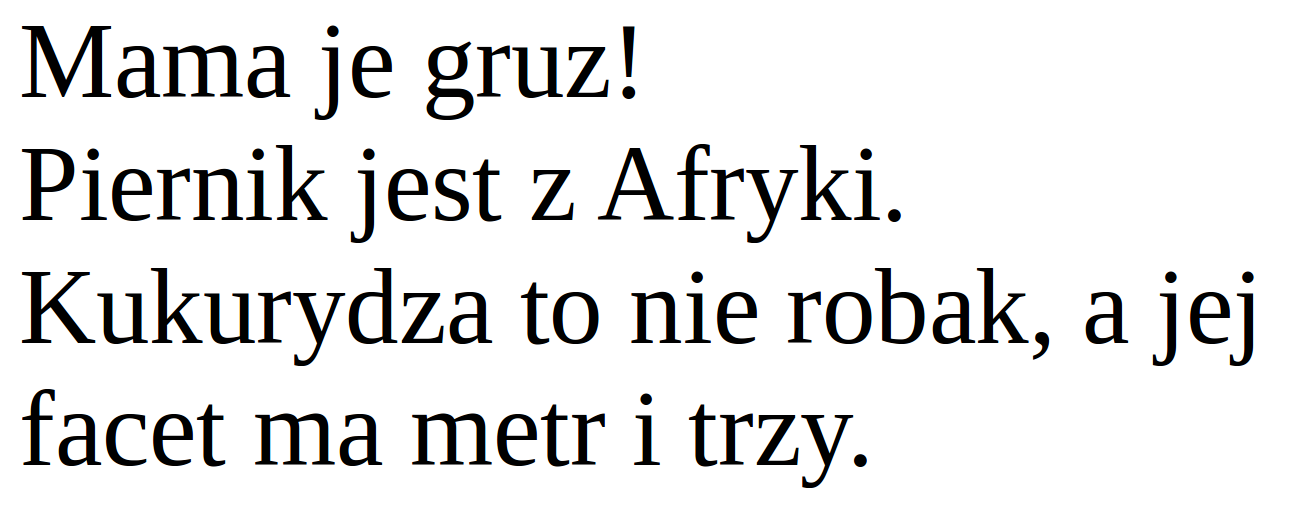 Mama je gruz!
Piernik jest z Afryki.
Kukurydza to nie robak, a jej
facet ma metr i trzy.